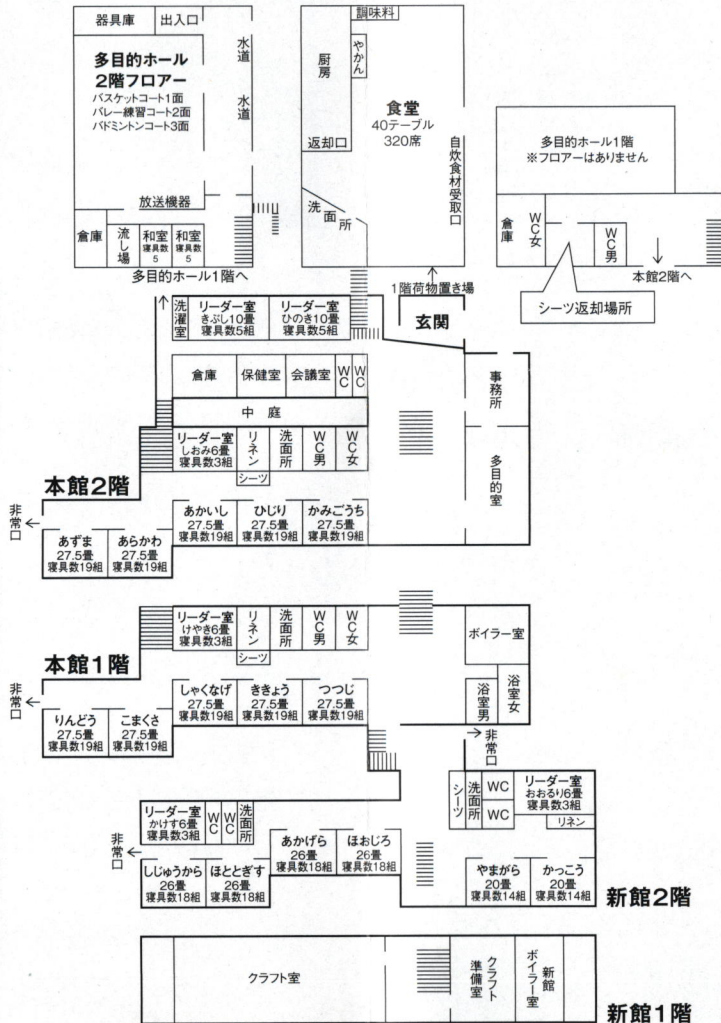 器具庫
出入口
水道
水道
多目的ホール
2階フロアー
バスケットコート1面
バレー練習コート2面
バドミントンコート3面
放送機器
倉庫
流し場
和室
寝具数
5
和室
寝具数
5
多目的ホール1階へ
調味料
厨房
やかん
食堂
40テーブル
320席
返却口
自炊食材受取口
洗面所
多目的ホール1階
※フロアーはありません
倉庫
WC女
WC男
本館2階へ
シーツ返却場所
1階荷物置き場
玄関
洗濯室
リーダー室
きぶし10畳
寝具数5組
リーダー室
ひのき10畳
寝具数5組
倉庫
保健室
会議室
WC
WC
事務所
中庭
リーダー室
しおみ6畳
寝具数3組
リネン
シーツ
洗面所
WC男
WC女
多目的室
本館2階
非常口
あずま
27.5畳
寝具数19組
あらかわ
27.5畳
寝具数19組
あかいし
27.5畳
寝具数19組
ひじり
27.5畳
寝具数19組
かみごうち
27.5畳
寝具数19組
リーダー室
けやき6畳
寝具数3組
リネン
シーツ
洗面所
WC男
WC女
ボイラー室
本館1階
浴室男
浴室女
非常口
りんどう
27.5畳
寝具数19組
こまくさ
27.5畳
寝具数19組
しゃくなげ
27.5畳
寝具数19組
ききょう
27.5畳
寝具数19組
つつじ
27.5畳
寝具数19組
非常口
リーダー室
かけす6畳
寝具数3組
WC
WC
洗面所
シーツ
洗面所
WC
WC
リーダー室
おおるり6畳
寝具数3組
リネン
非常口
しじゅうから
26畳
寝具数18組
ほととぎす
26畳
寝具数18組
あかげら
26畳
寝具数18組
ほおじろ
26畳
寝具数18組
やまがら
20畳
寝具数14組
かっこう
20畳
寝具数14組
新館2階
クラフト室
クラフト
準備室
新館
ボイラー室
新館1階